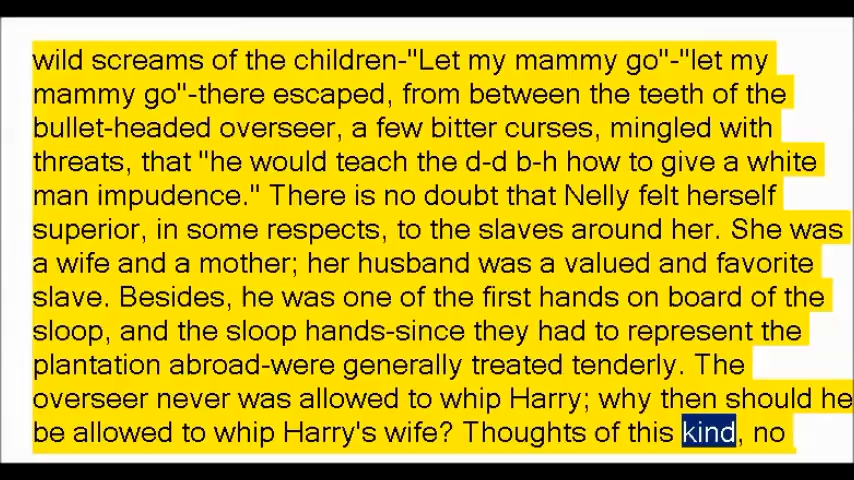 wild screams of the children-"Let my mammy go"-"let my
mammy go"-there escaped, from between the teeth of the
bullet-headed overseer, a few bitter curses, mingled with
threats, that "he would teach the d-d b-h how to give a white
man impudence." There is no doubt that Nelly felt herself
superior, in some respects, to the slaves around her. She was
a wife and a mother; her husband was a valued and favorite
slave. Besides, he was one of the first hands on board of the
sloop, and the sloop hands-since they had to represent the
plantation abroad-were generally treated tenderly. The
overseer never was allowed to whip Harry; why then should he
be allowed to whip Harry's wife? Thoughts of this kind, no